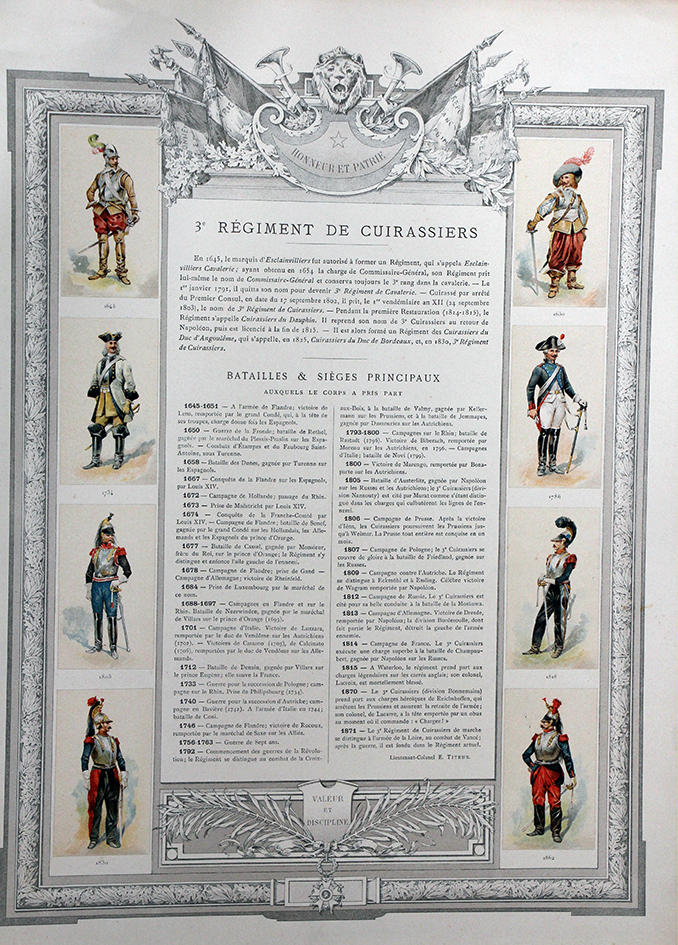 HONNEUR ET PATRIE
3e RÉGIMENT DE CUIRASSIERS
En 1645, le marquis d'Esclainvilliers fut autorisé à former un Régiment, qui s'appela Esclain-
villiers Cavalerie; ayant obtenu en 1654 la charge de Commissaire-Général, son Régiment prit
lui-même le nom de Commissaire-Général et conserva toujours le 3e rang dans la cavalerie. — Le
1er janvier 1791, il quitta son nom pour devenir 3e Régiment de Cavalerie. — Cuirassé par arrêté
du Premier Consul, en date du 17 septembre 1802, il prit, le 1er vendémiaire an XII (24 septembre
1803), le nom de 3e Régiment de Cuirassiers. — Pendant la première Restauration (1814-1815), le
Régiment s'appelle Cuirassiers du Dauphin. Il reprend son nom de 3e Cuirassiers au retour de
Napoléon, puis est licencié à la fin de 1815. — Il est alors formé un Régiment des Cuirassiers du
Duc d'Angoulême, qui s'appelle, en 1825, Cuirassiers du Duc de Bordeaux, et, en 1830, 3e Régiment
de Cuirassiers.
BATAILLES & SIÈGES PRINCIPAUX
AUXQUELS LE CORPS A PRIS PART
1645-1651 — A l'armée de Flandre; victoire de
Lens, remportée par le grand Condé, qui, à la tête de
ses troupes, charge douze fois les Espagnols.
1650 — Guerre de la Fronde; bataille de Rethel,
gagnée par le maréchal du Plessis-Praslin sur les Espa-
gnols. — Combats d'Étampes et du Faubourg Saint-
Antoine, sous Turenne.
1658 — Bataille des Dunes, gagnée par Turenne sur
les Espagnols.
1667 — Conquête de la Flandre sur les Espagnols,
par Louis XIV.
1672 — Campagne de Hollande; passage du Rhin.
1673 — Prise de Maëstricht par Louis XIV.
1674 — Conquête de la Franche-Comté par
Louis XIV. — Campagne de Flandre; bataille de Senef,
gagnée par le grand Condé sur les Hollandais, les Alle-
mands et les Espagnols du prince d'Orange.
1677 — Bataille de Cassel, gagnée par Monsieur,
frère du Roi, sur le prince d'Orange; le Régiment s'y
distingue et enfonce l'aile gauche de l'ennemi.
1678 — Campagne de Flandre; prise de Gand —
Campagne d'Allemagne; victoire de Rheinfeld.
1684 — Prise de Luxembourg par le maréchal de
ce nom.
1688-1697 — Campagnes en Flandre et sur le
Rhin. Bataille de Neerwinden, gagnée par le maréchal
de Villars sur le prince d'Orange (1693).
1701 — Campagne d'Italie. Victoire de Luzzara,
remportée par le duc de Vendôme sur les Autrichiens
(1702). — Victoires de Cassano (1705), de Calcinato
(1706), remportées par le duc de Vendôme sur les Alle-
mands.
1712 — Bataille de Denain, gagnée par Villars sur
le prince Eugène; elle sauve la France.
1733 — Guerre pour la succession de Pologne; cam-
pagne sur le Rhin. Prise de Philipsbourg (1734).
1740 — Guerre pour la succession d'Autriche; cam-
pagne en Bavière (1742). A l'armée d'Italie en 1744;
bataille de Coni.
1746 — Campagne de Flandre; victoire de Rocoux,
remportée par le maréchal de Saxe sur les Alliés.
1756-1763 — Guerre de Sept ans.
1792 — Commencement des guerres de la Révolu-
tion; le Régiment se distingue au combat de la Croix-
aux-Bois, à la bataille de Valmy, gagnée par Keller-
mann sur les Prussiens, et à la bataille de Jemmapes,
gagnée par Dumouriez sur les Autrichiens.
1793-1800 — Campagnes sur le Rhin; bataille de
Rastadt (1796). Victoire de Biberach, remportée par
Moreau sur les Autrichiens, en 1796. — Campagnes
d'Italie; bataille de Novi (1799).
1800 — Victoire de Marengo, remportée par Bona-
parte sur les Autrichiens.
1805 — Bataille d'Austerlitz, gagnée par Napoléon
sur les Russes et les Autrichiens; le 3e Cuirassiers (divi-
sion Nansouty) est cité par Murat comme s'étant distin-
gué dans les charges qui culbutèrent les lignes de l'en-
nemi.
1806 — Campagne de Prusse. Après la victoire
d'Iéna, les Cuirassiers poursuivent les Prussiens jus-
qu'à Weimar. La Prusse tout entière est conquise en un
mois.
1807 — Campagne de Pologne; le 3e Cuirassiers se
couvre de gloire à la bataille de Friedland, gagnée sur
les Russes.
1809 — Campagne contre l'Autriche. Le Régiment
se distingue à Eckmühl et à Essling. Célèbre victoire
de Wagram remportée par Napoléon.
1812 — Campagne de Russie. Le 3e Cuirassiers est
cité pour sa belle conduite à la bataille de la Moskowa.
1813 — Campagne d'Allemagne. Victoire de Dresde,
remportée par Napoléon; la division Bordesoulle, dont
fait partie le Régiment, détruit la gauche de l'armée
ennemie.
1814 — Campagne de France. Le 3e Cuirassiers
exécute une charge superbe à la bataille de Champau-
bert, gagnée par Napoléon sur les Russes.
1815 — A Waterloo, le régiment prend part aux
charges légendaires sur les carrés anglais; son colonel,
Lacroix, est mortellement blessé.
1870 — Le 3e Cuirassiers (division Bonnemains)
prend part aux charges héroïques de Reichshoffen, qui
arrêtent les Prussiens et assurent la retraite de l'armée;
son colonel, de Lacarre, a la tête emportée par un obus
au moment où il commande : « Chargez! »
1871 — Le 3e Régiment de Cuirassiers de marche
se distingue à l'armée de la Loire, au combat de Vancé;
après la guerre, il est fondu dans le Régiment actuel.
Lieutenant-Colonel E. TITEUX.
1645
1734
1803
1830
1786
1862
VALEUR
ET
DISCIPLINE